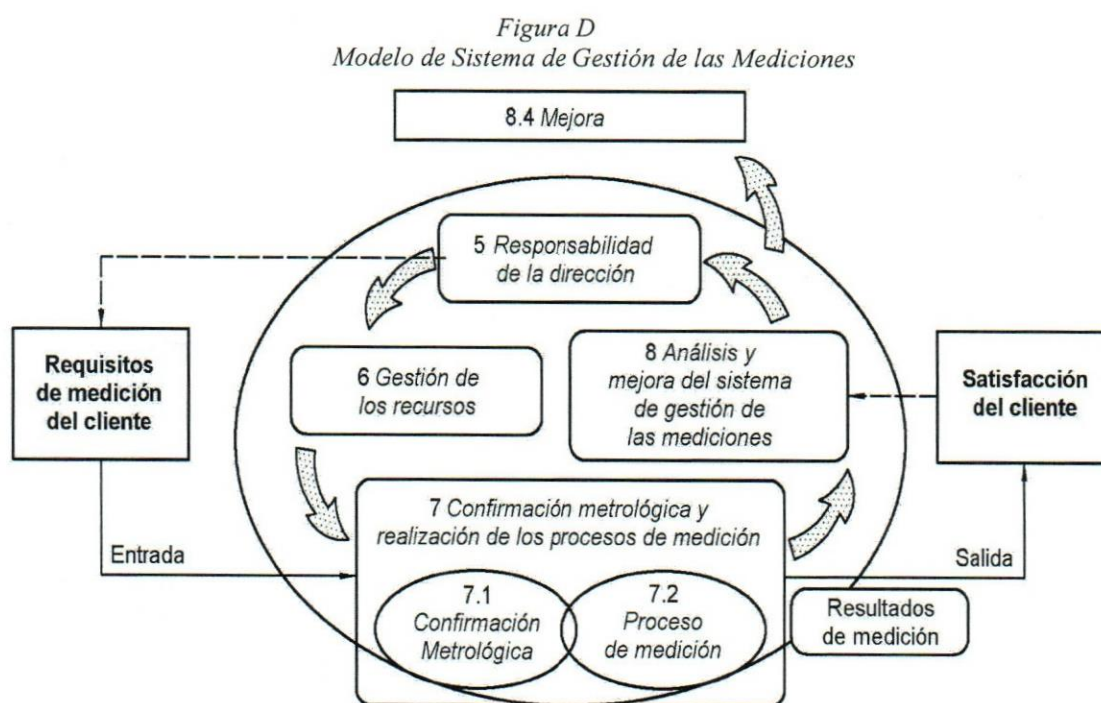 Figura D
Modelo de Sistema de Gestión de las Mediciones
8.4 Mejora
5 Responsabilidad
de la dirección
Requisitos
de medición
del cliente
6 Gestión de
los recursos
8 Análisis y
mejora del sistema
de gestión de
las mediciones
Satisfacción
del cliente
7 Confirmación metrológica y
realización de los procesos de medición
Entrada
Salida
7.1
Confirmación
Metrológica
7.2
Proceso
de medición
Resultados
de medición